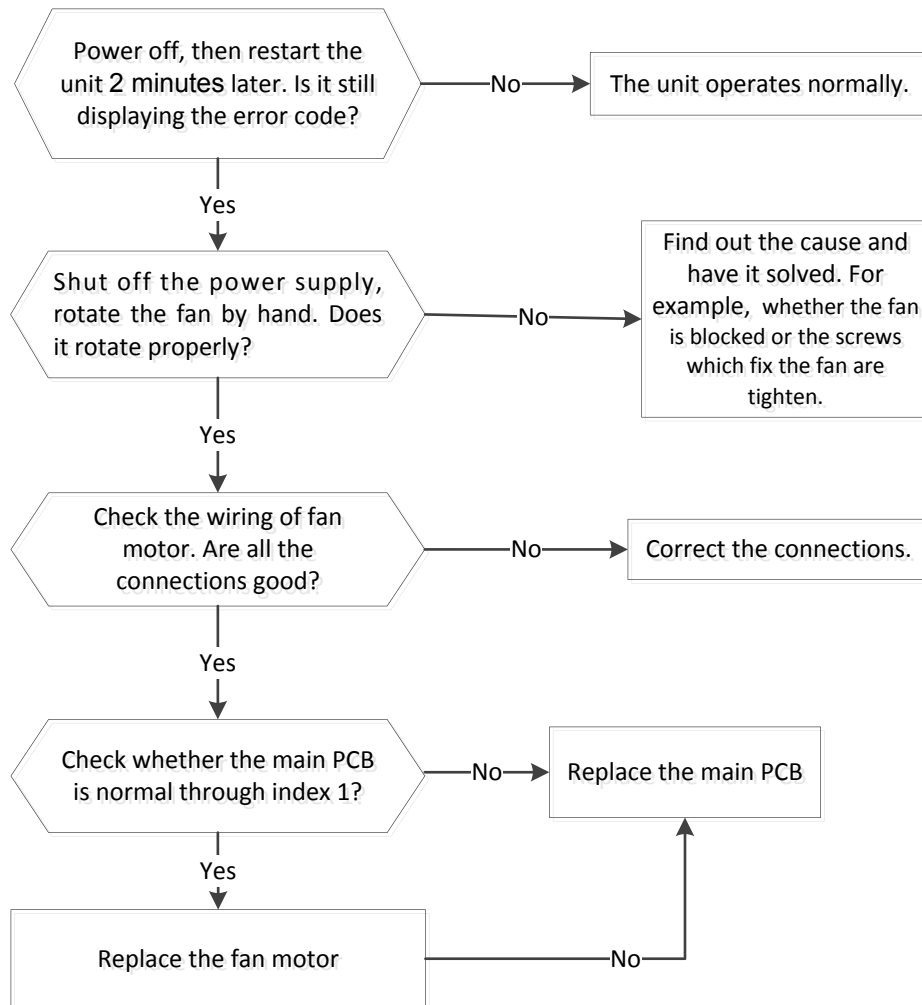 Power off, then restart the
unit 2 minutes later. Is it still
displaying the error code?
No
The unit operates normally.
Yes
Shut off the power supply,
rotate the fan by hand. Does
it rotate properly?
No
Find out the cause and
have it solved. For
example, whether the fan
is blocked or the screws
which fix the fan are
tighten.
Yes
Check the wiring of fan
motor. Are all the
connections good?
No
Correct the connections.
Yes
Check whether the main PCB
is normal through index 1?
No
Replace the main PCB
Yes
Replace the fan motor
No